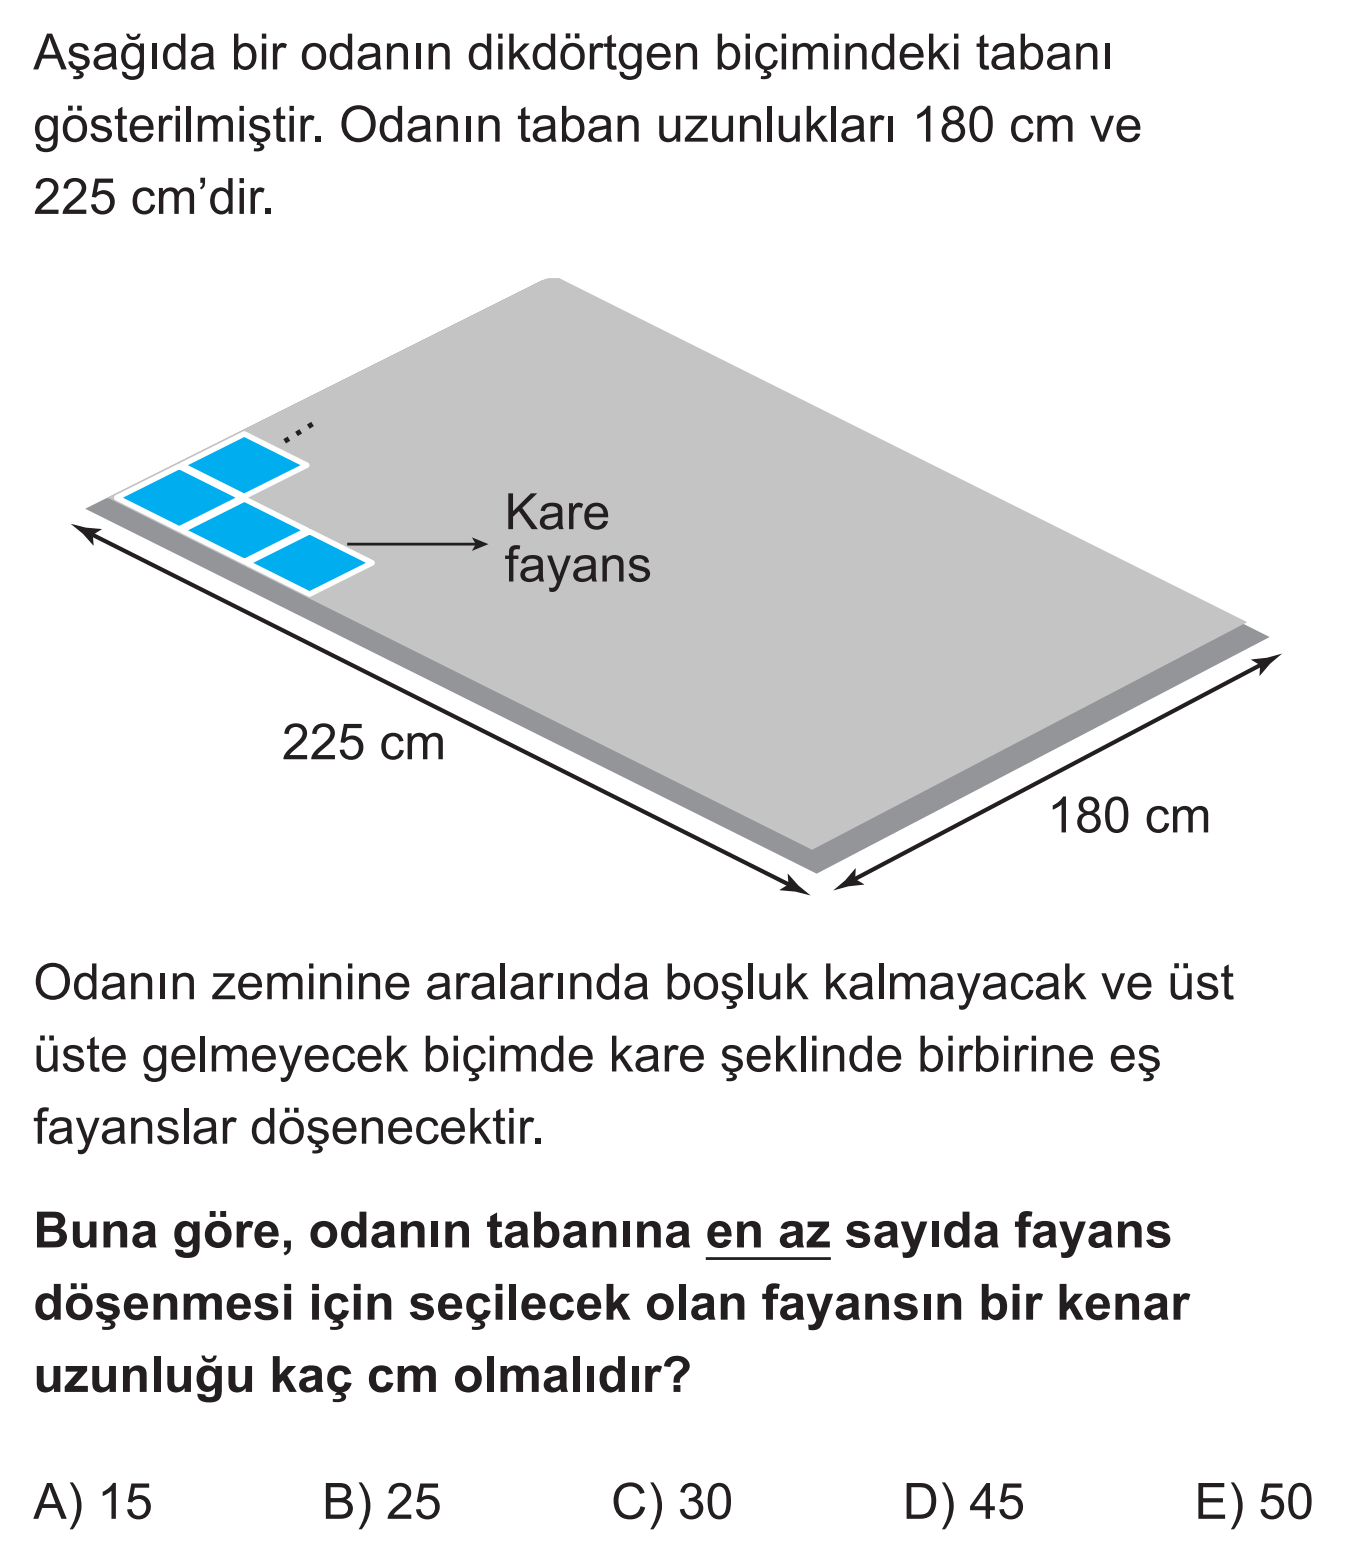 Aşağıda bir odanın dikdörtgen biçimindeki tabanı
gösterilmiştir. Odanın taban uzunlukları 180 cm ve
225 cm’dir.
...
Kare
fayans
225 cm
180 cm
Odanın zeminine aralarında boşluk kalmayacak ve üst
üste gelmeyecek biçimde kare şeklinde birbirine eş
fayanslar döşenecektir.
Buna göre, odanın tabanına en az sayıda fayans
döşenmesi için seçilecek olan fayansın bir kenar
uzunluğu kaç cm olmalıdır?
A) 15 B) 25 C) 30 D) 45 E) 50